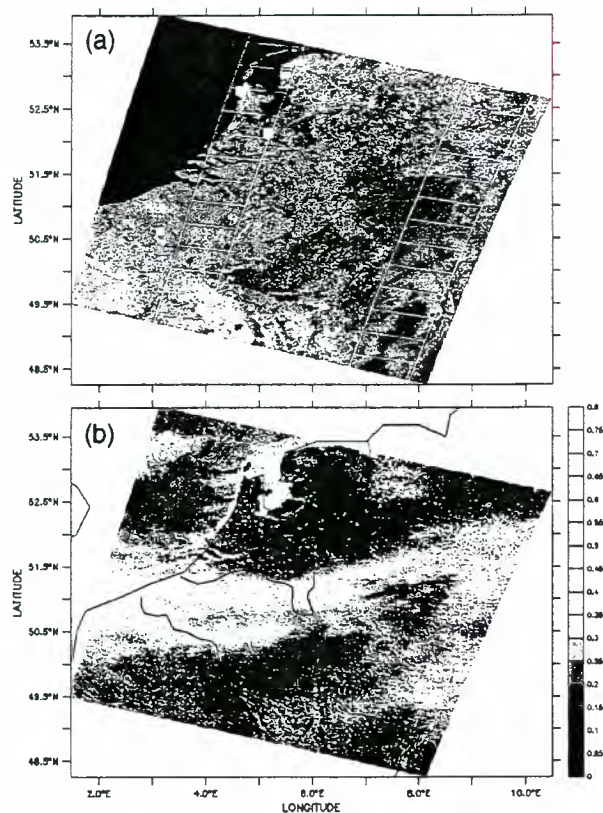 (a)
53.5°N
52.5°N
51.5°N
50.5°N
49.5°N
48.5°N
LATITUDE
(b)
53.5°N
52.5°N
51.5°N
50.5°N
49.5°N
48.5°N
LATITUDE
2.0°E 4.0°E 6.0°E 8.0°E 10.0°E
LONGITUDE
0.8
0.75
0.7
0.65
0.6
0.55
0.5
0.45
0.4
0.35
0.3
0.25
0.2
0.15
0.1
0.05
0